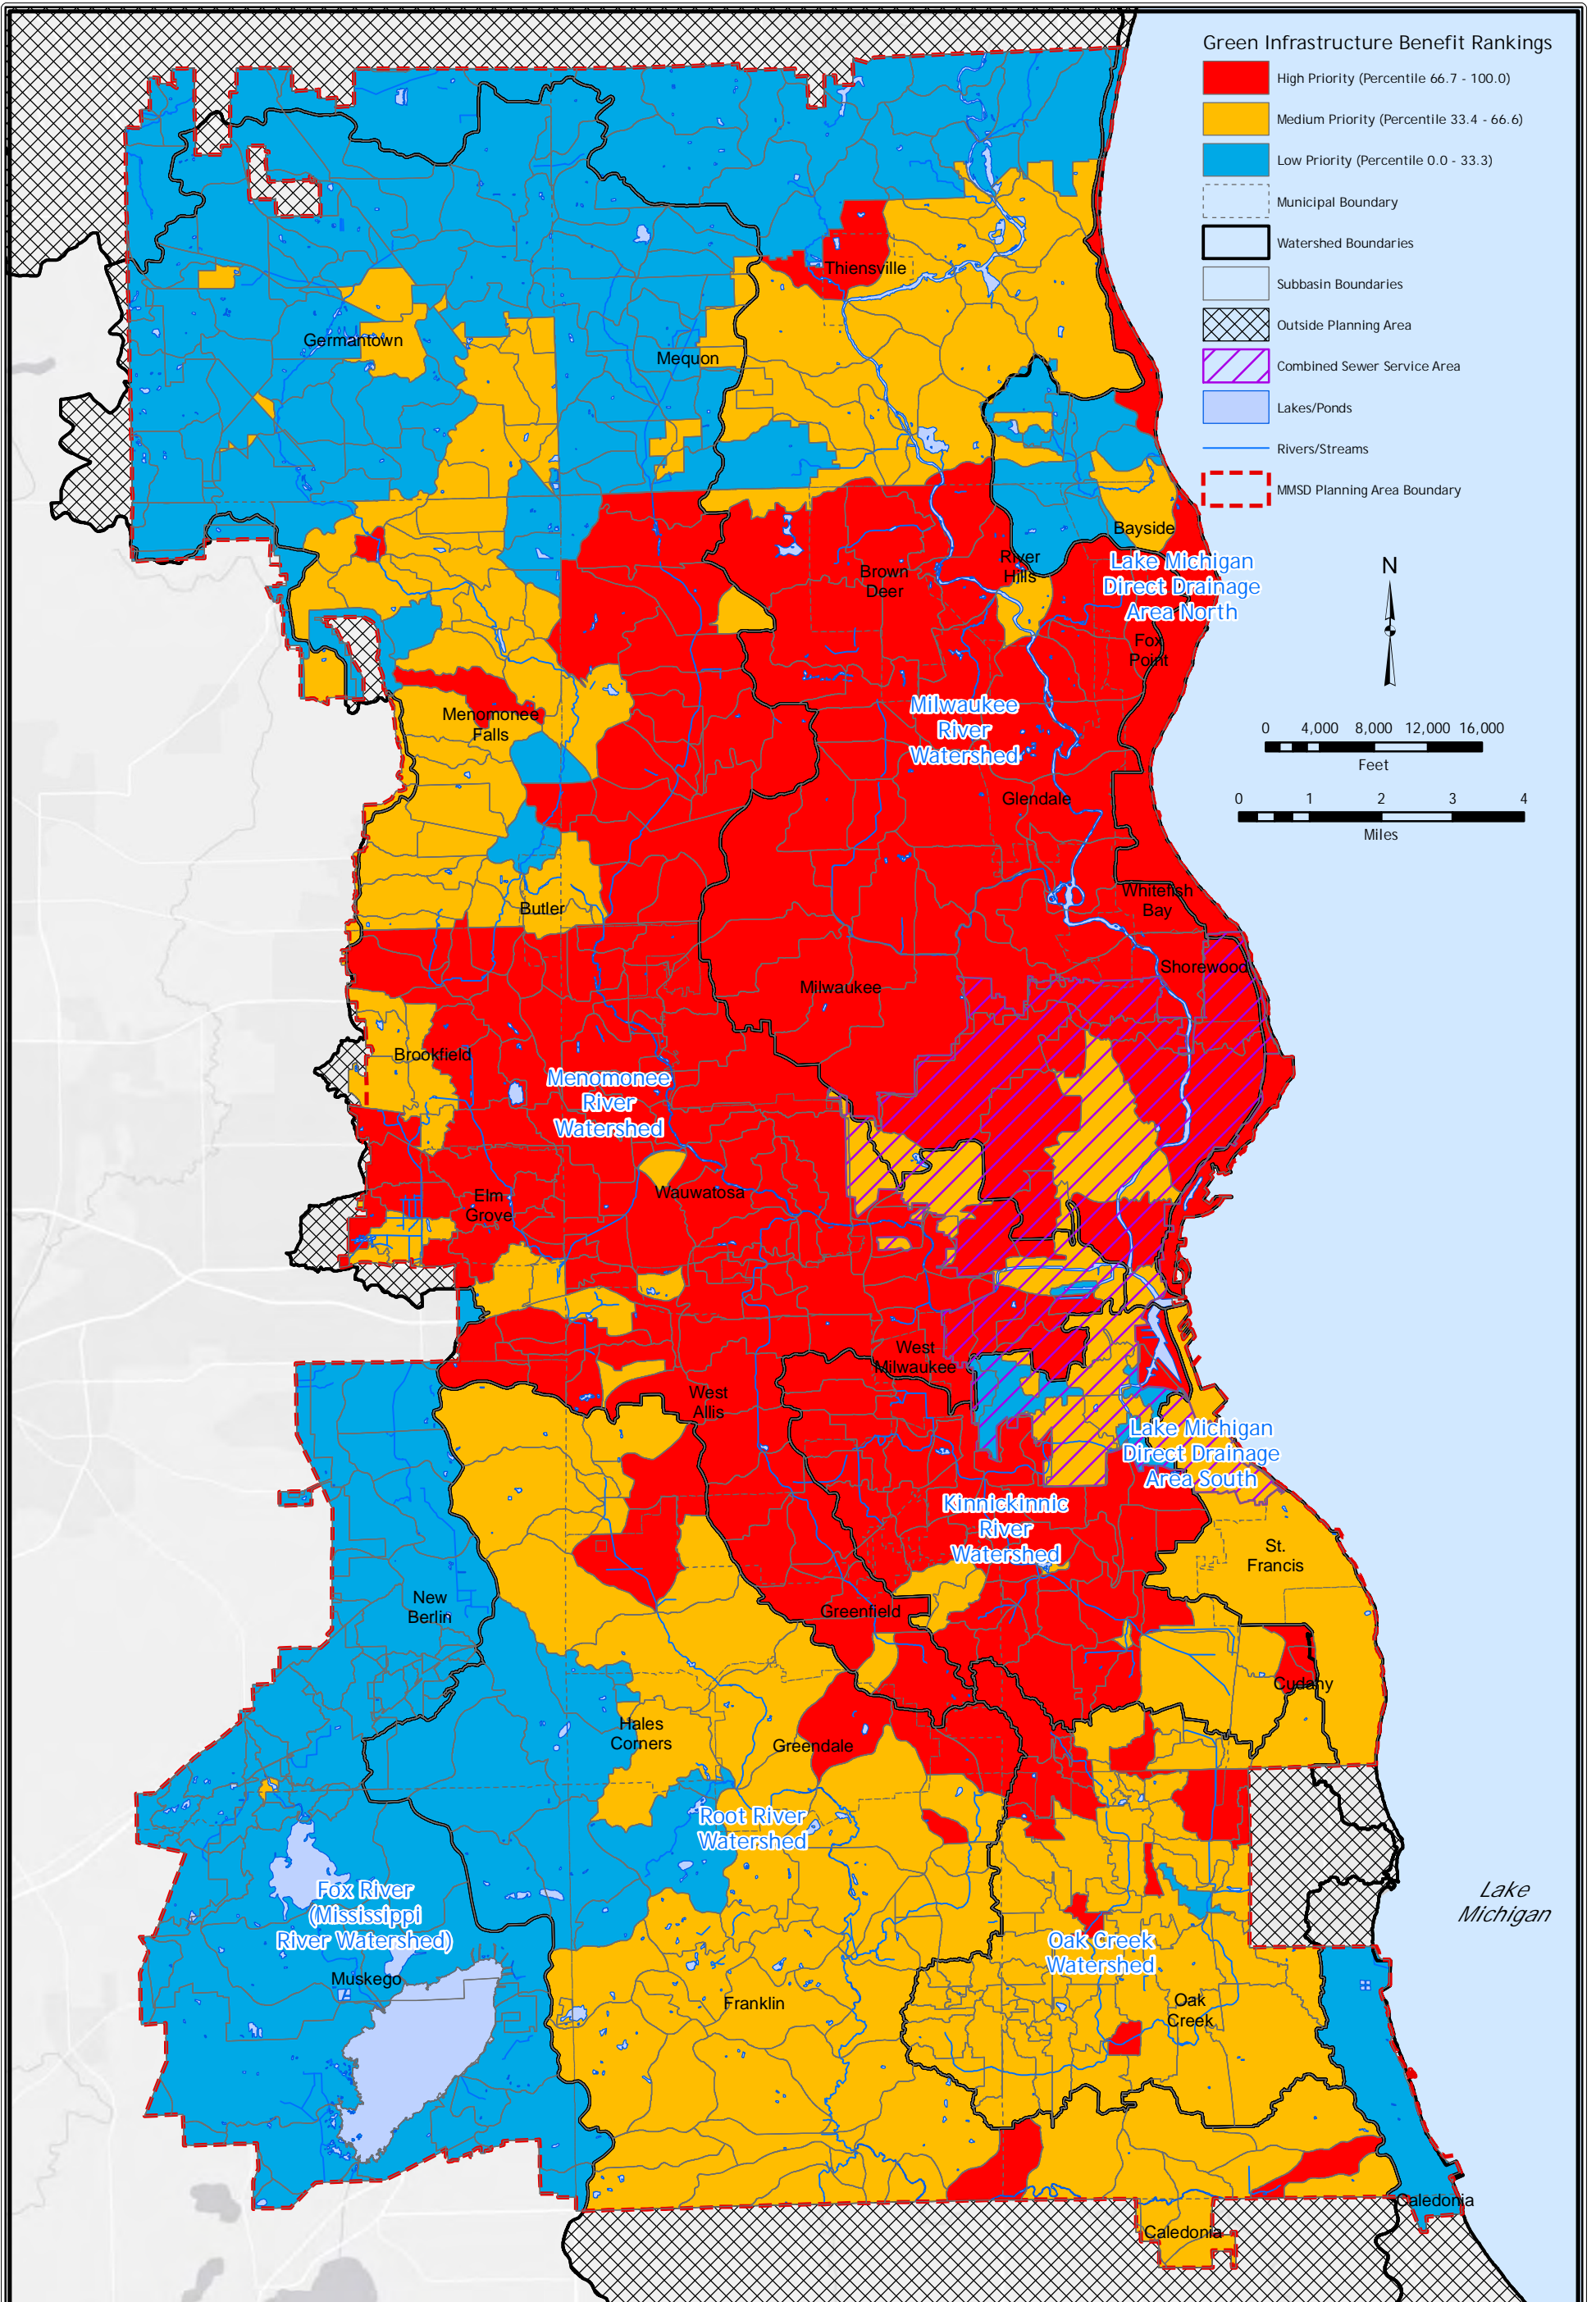 Green Infrastructure Benefit Rankings
High Priority (Percentile 66.7 - 100.0)
Medium Priority (Percentile 33.4 - 66.6)
Low Priority (Percentile 0.0 - 33.3)
Municipal Boundary
Watershed Boundaries
Subbasin Boundaries
Outside Planning Area
Combined Sewer Service Area
Lakes/Ponds
Rivers/Streams
MMSD Planning Area Boundary
N
0 4,000 8,000 12,000 16,000
Feet
0 1 2 3 4
Miles
Thiensville
Germantown
Mequon
Bayside
River
Hills
Brown
Deer
Lake Michigan
Direct Drainage
Area North
Fox
Point
Milwaukee
River
Watershed
Menomonee
Falls
Glendale
Whitefish
Bay
Butler
Shorewood
Milwaukee
Brookfield
Menomonee
River
Watershed
Elm
Grove
Wauwatosa
West
Milwaukee
West
Allis
Lake Michigan
Direct Drainage
Area South
Kinnickinnic
River
Watershed
St.
Francis
New
Berlin
Greenfield
Cudahy
Hales
Corners
Greendale
Root River
Watershed
Fox River
(Mississippi
River Watershed)
Lake
Michigan
Oak Creek
Watershed
Muskego
Franklin
Oak
Creek
Caledonia
Caledonia